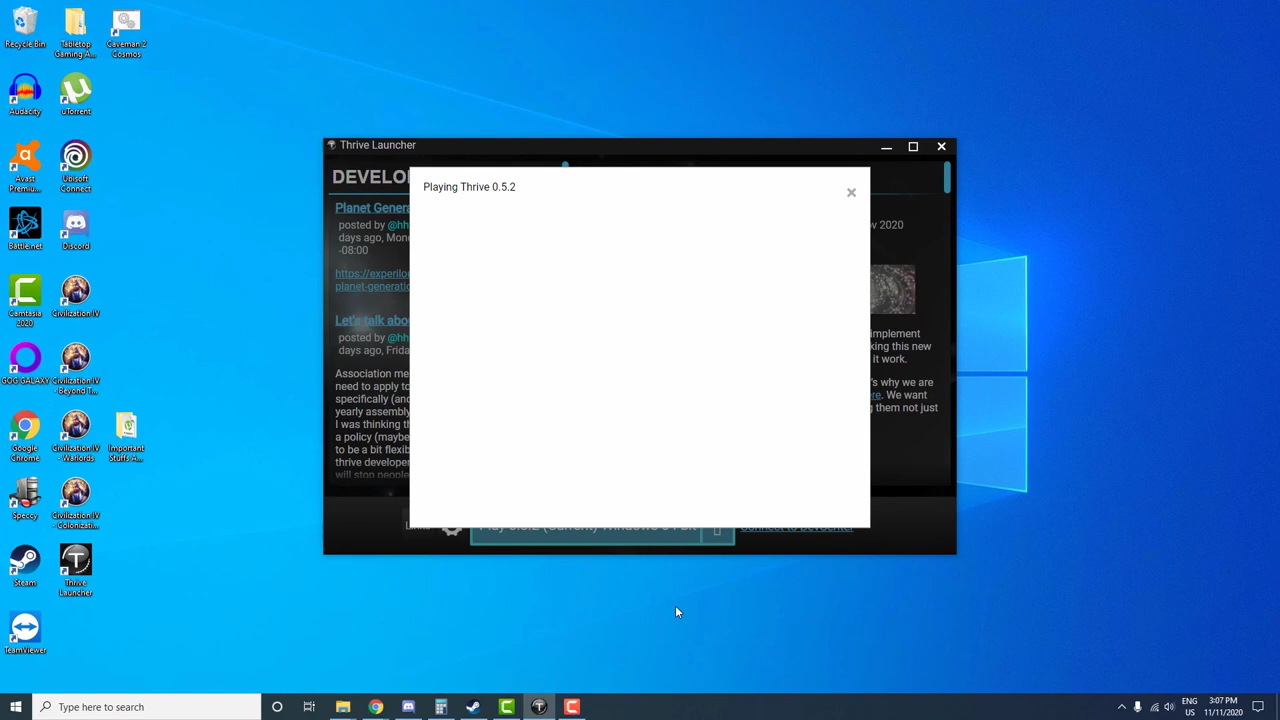 Recycle Bin
Tabletop
Gaming A...
Caveman 2
Cosmos
Audacity
uTorrent
Avast
Premiu...
Ubisoft
Connect
Battle.net
Discord
Camtasia
2020
Civilization IV
GOG GALAXY
Civilization IV
- Beyond T...
Google
Chrome
Civilization IV
- Warlords
Important
Stuffs A...
Speccy
Civilization IV
- Colonizati...
Steam
Thrive
Launcher
TeamViewer
Thrive Launcher
DEVELO
Planet Genera
posted by @hh
days ago, Mon
-08:00
https://experilou
planet-generatio
Let's talk abou
posted by @hh
days ago, Frida
Association me
need to apply to
specifically (and
yearly assembly
I was thinking th
a policy (maybe
to be a bit flexib
thrive developer
will stop people
Playing Thrive 0.5.2
×
ov 2020
implement
king this new
it work.
's why we are
ere. We want
g them not just
Type here to search
ENG
US
3:07 PM
11/11/2020